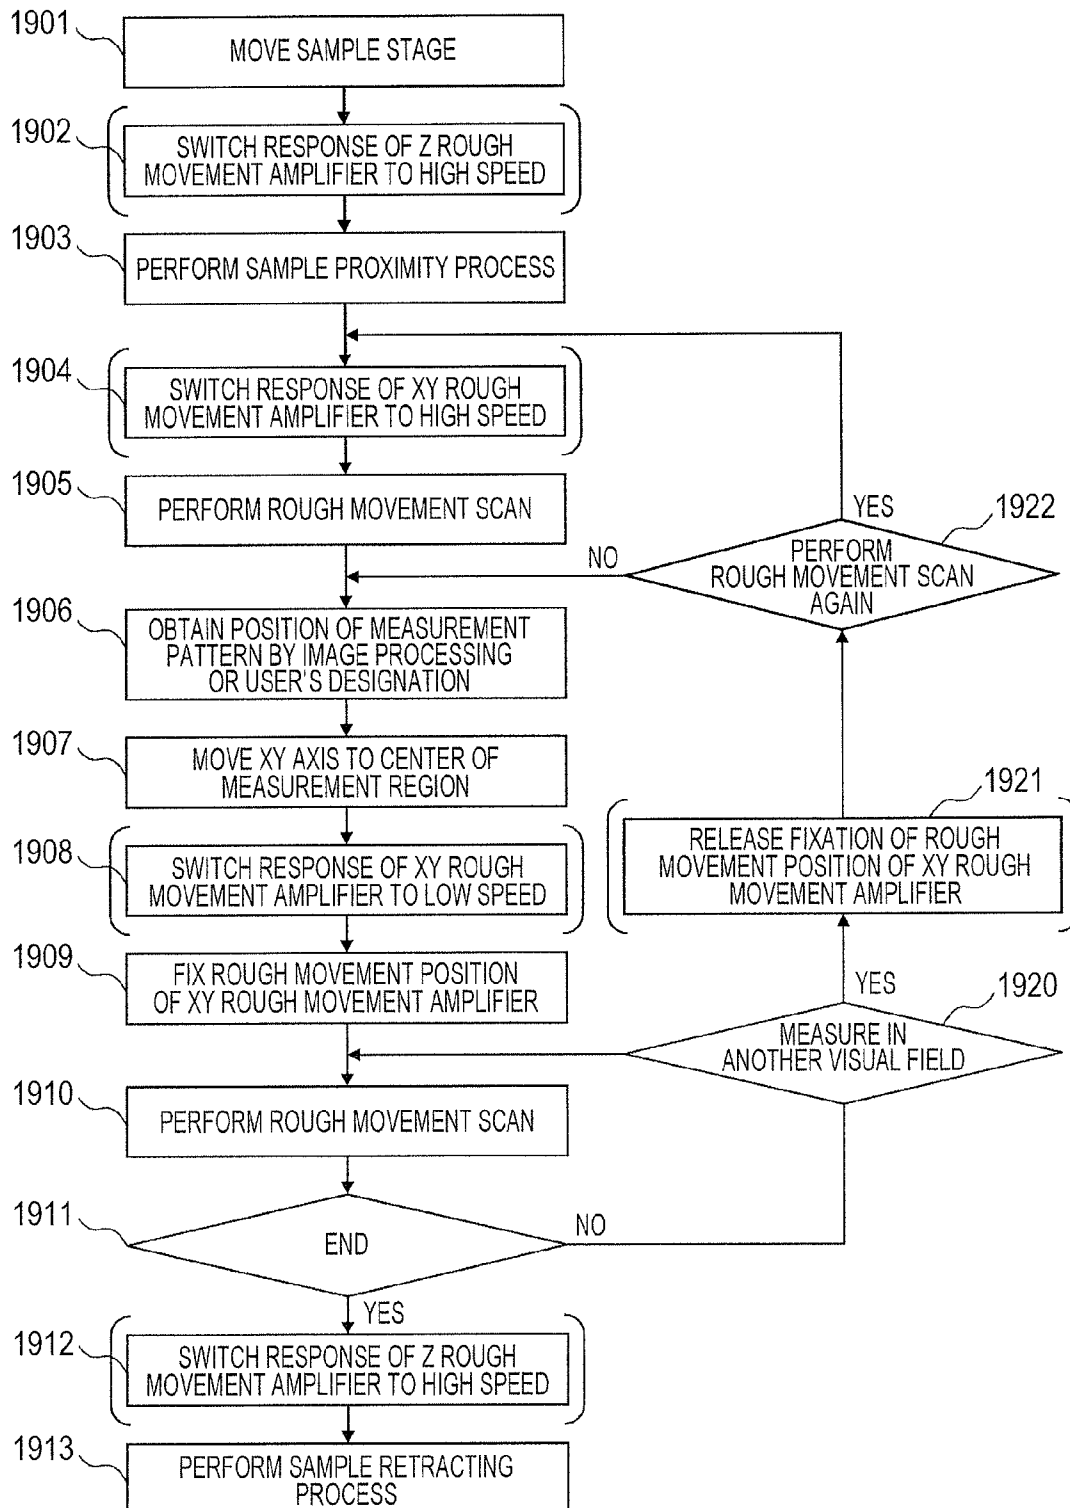 1901
MOVE SAMPLE STAGE
1902
SWITCH RESPONSE OF Z ROUGH
MOVEMENT AMPLIFIER TO HIGH SPEED
1903
PERFORM SAMPLE PROXIMITY PROCESS
1904
SWITCH RESPONSE OF XY ROUGH
MOVEMENT AMPLIFIER TO HIGH SPEED
1905
PERFORM ROUGH MOVEMENT SCAN
YES
1922
NO
PERFORM
ROUGH MOVEMENT SCAN
AGAIN
1906
OBTAIN POSITION OF MEASUREMENT
PATTERN BY IMAGE PROCESSING
OR USER'S DESIGNATION
1907
MOVE XY AXIS TO CENTER OF
MEASUREMENT REGION
1921
RELEASE FIXATION OF ROUGH
MOVEMENT POSITION OF XY ROUGH
MOVEMENT AMPLIFIER
1908
SWITCH RESPONSE OF XY ROUGH
MOVEMENT AMPLIFIER TO LOW SPEED
1909
FIX ROUGH MOVEMENT POSITION
OF XY ROUGH MOVEMENT AMPLIFIER
YES
1920
MEASURE IN
ANOTHER VISUAL FIELD
1910
PERFORM ROUGH MOVEMENT SCAN
1911
END
NO
YES
1912
SWITCH RESPONSE OF Z ROUGH
MOVEMENT AMPLIFIER TO HIGH SPEED
1913
PERFORM SAMPLE RETRACTING
PROCESS